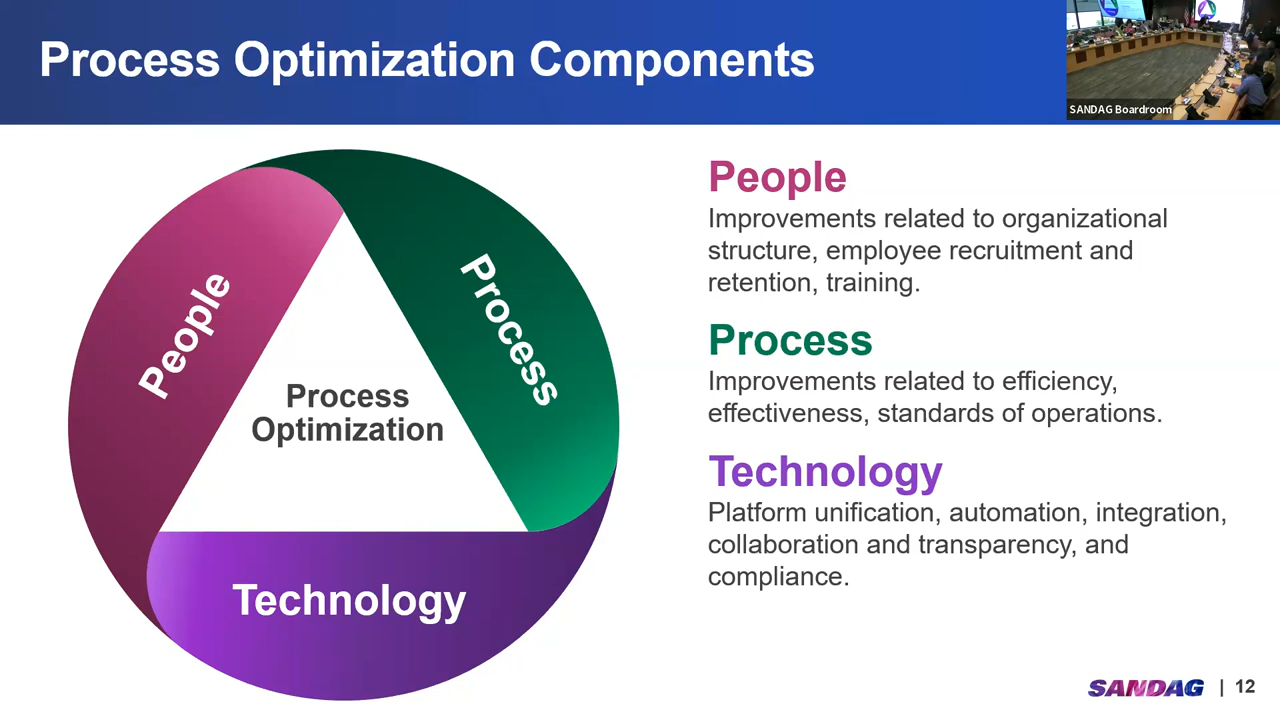 Process Optimization Components
SANDAG Boardroom
People
Process
Process
Optimization
Technology
People
Improvements related to organizational
structure, employee recruitment and
retention, training.
Process
Improvements related to efficiency,
effectiveness, standards of operations.
Technology
Platform unification, automation, integration,
collaboration and transparency, and
compliance.
SANDAG | 12